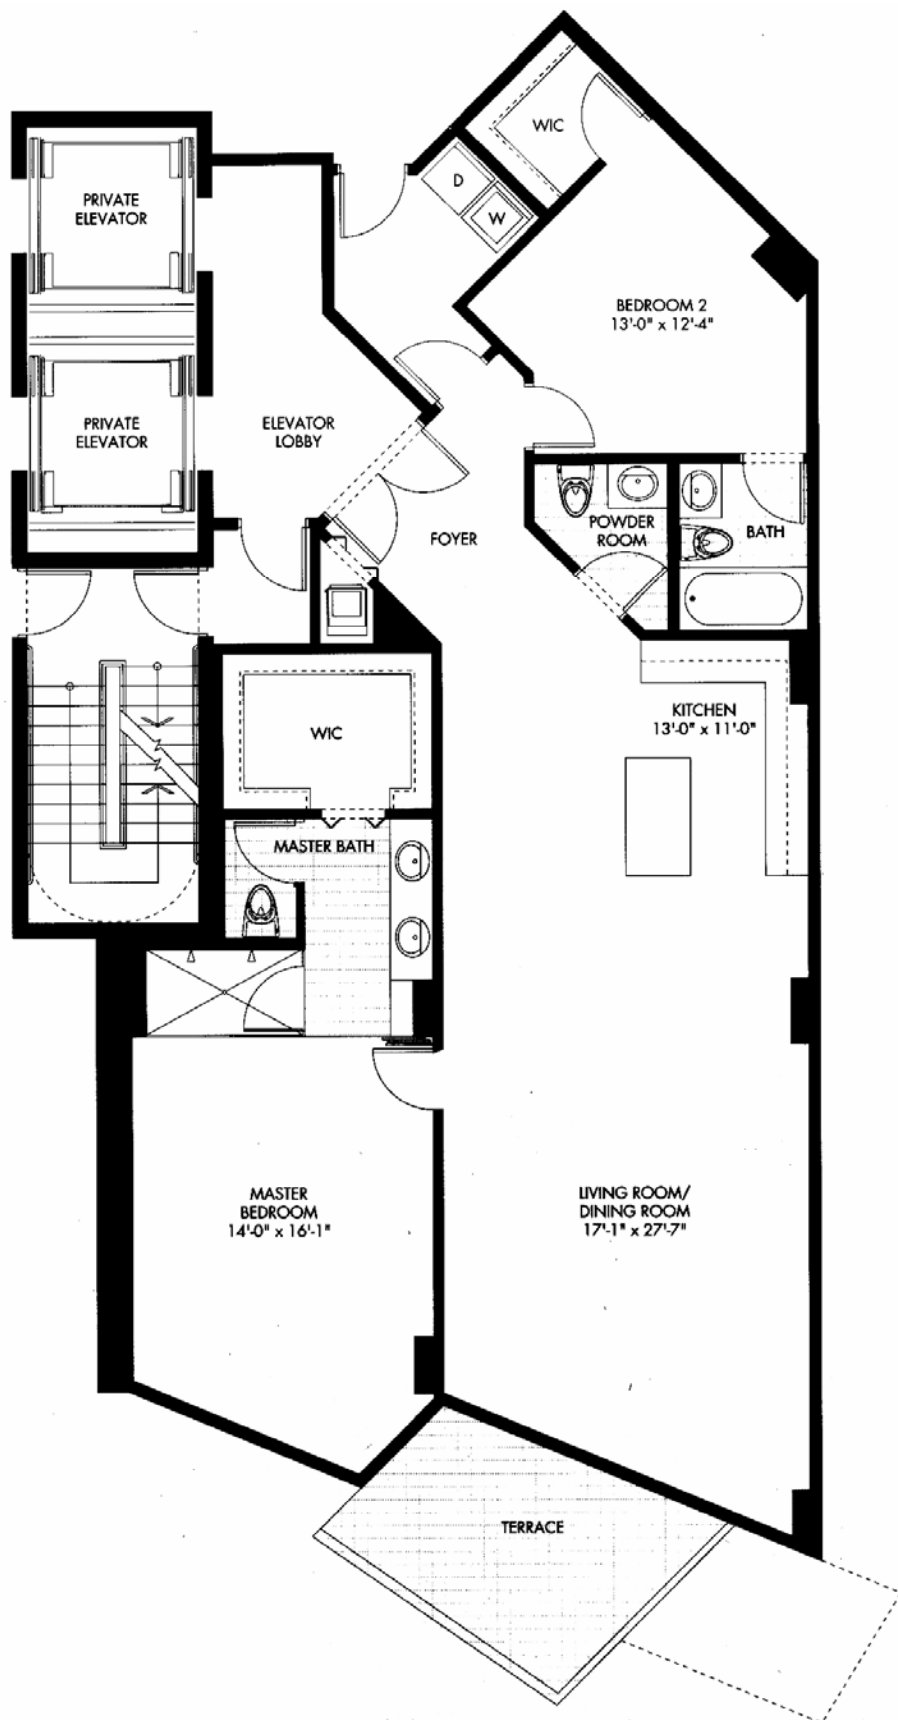 WIC
D
W
PRIVATE
ELEVATOR
BEDROOM 2
13'-0" x 12'-4"
PRIVATE
ELEVATOR
ELEVATOR
LOBBY
FOYER
POWDER
ROOM
BATH
WIC
KITCHEN
13'-0" x 11'-0"
MASTER BATH
MASTER
BEDROOM
14'-0" x 16'-1"
LIVING ROOM/
DINING ROOM
17'-1" x 27'-7"
TERRACE